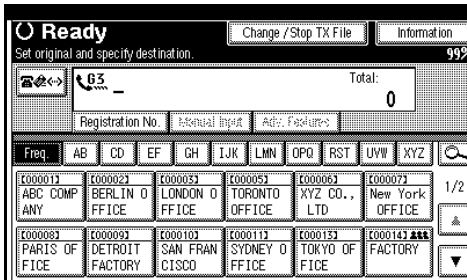 Ready
Change / Stop TX File
Information
Set original and specify destination.
99%
G3
Total:
0
Registration No.
Manual Input
Adv. Features
Freq.
AB
CD
EF
GH
IJK
LMN
OPQ
RST
UVW
XYZ
[00001]
ABC COMP
ANY
[00002]
BERLIN O
FFICE
[00003]
LONDON O
FFICE
[00005]
TORONTO
OFFICE
[00006]
XYZ CO.,
LTD
[00007]
New York
OFFICE
1/2
[00008]
PARIS OF
FICE
[00009]
DETROIT
FACTORY
[00010]
SAN FRAN
CISCO
[00011]
SYDNEY O
FFICE
[00013]
TOKYO OF
FICE
[00014]
FACTORY